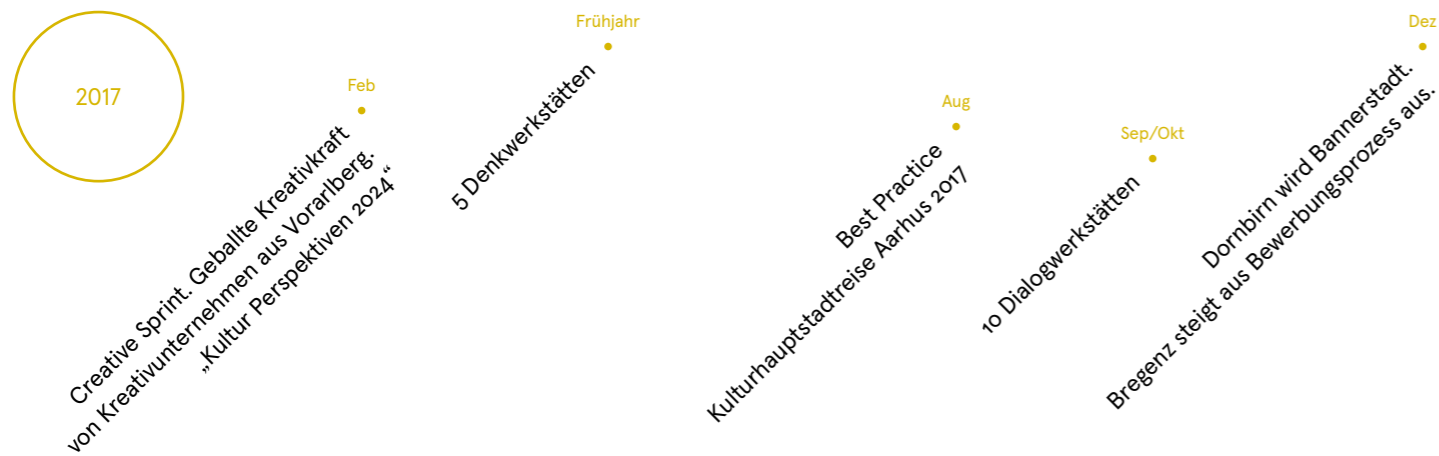 2017
Feb
Creative Sprint. Geballte Kreativkraft
von Kreativunternehmen aus Vorarlberg.
„Kultur Perspektiven 2024“
Frühjahr
5 Denkwerkstätten
Aug
Best Practice
Kulturhauptstadtreise Aarhus 2017
Sep/Okt
10 Dialogwerkstätten
Dez
Dornbirn wird Bannerstadt.
Bregenz steigt aus Bewerbungsprozess aus.